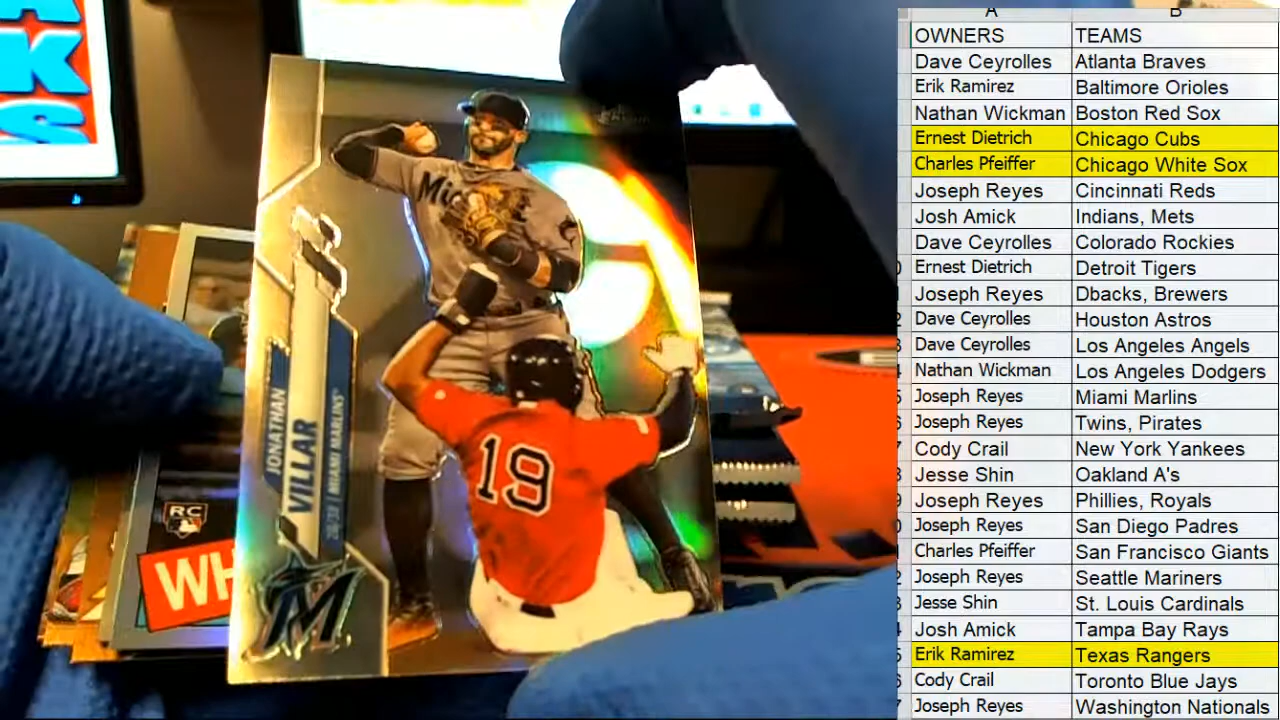 A B
OWNERS TEAMS
Dave Ceyrolles Atlanta Braves
Erik Ramirez Baltimore Orioles
Nathan Wickman Boston Red Sox
Ernest Dietrich Chicago Cubs
Charles Pfeiffer Chicago White Sox
Joseph Reyes Cincinnati Reds
Josh Amick Indians, Mets
Dave Ceyrolles Colorado Rockies
Ernest Dietrich Detroit Tigers
Joseph Reyes Dbacks, Brewers
Dave Ceyrolles Houston Astros
Dave Ceyrolles Los Angeles Angels
Nathan Wickman Los Angeles Dodgers
Joseph Reyes Miami Marlins
Joseph Reyes Twins, Pirates
Cody Crail New York Yankees
Jesse Shin Oakland A's
Joseph Reyes Phillies, Royals
Joseph Reyes San Diego Padres
Charles Pfeiffer San Francisco Giants
Joseph Reyes Seattle Mariners
Jesse Shin St. Louis Cardinals
Josh Amick Tampa Bay Rays
Erik Ramirez Texas Rangers
Cody Crail Toronto Blue Jays
Joseph Reyes Washington Nationals
JONATHAN
VILLAR
2B/3B | MIAMI MARLINS
M
19
RC
WH